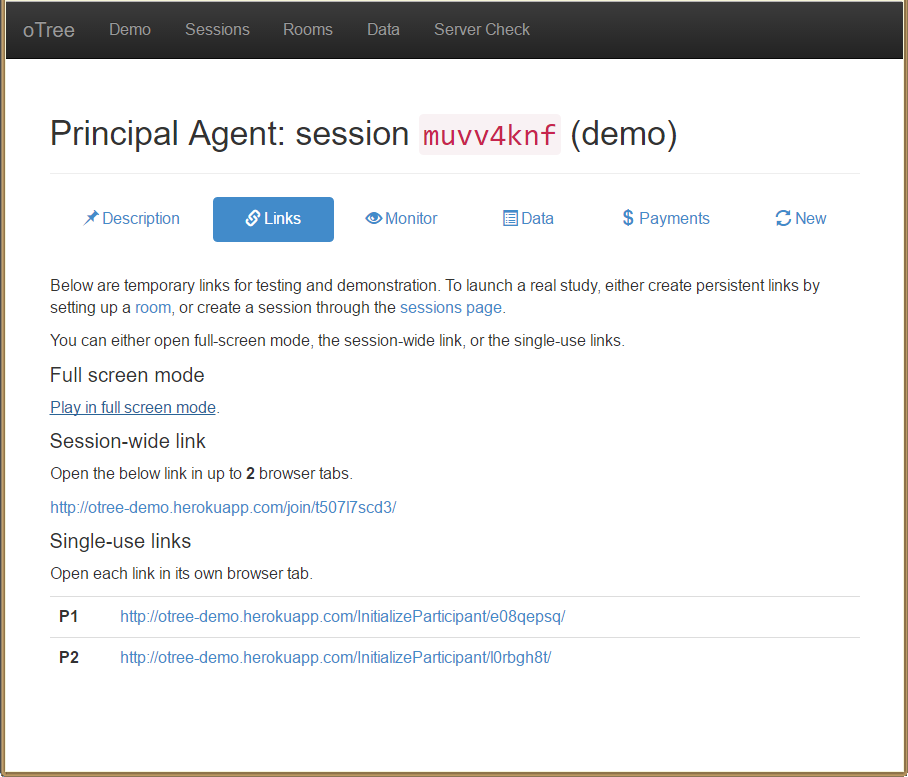 oTree Demo Sessions Rooms Data Server Check
Principal Agent: session muvv4knf (demo)
Description Links Monitor Data $ Payments New
Below are temporary links for testing and demonstration. To launch a real study, either create persistent links by
setting up a room, or create a session through the sessions page.
You can either open full-screen mode, the session-wide link, or the single-use links.
Full screen mode
Play in full screen mode.
Session-wide link
Open the below link in up to 2 browser tabs.
http://otree-demo.herokuapp.com/join/t507l7scd3/
Single-use links
Open each link in its own browser tab.
P1 http://otree-demo.herokuapp.com/InitializeParticipant/e08qepsq/
P2 http://otree-demo.herokuapp.com/InitializeParticipant/l0rbgh8t/